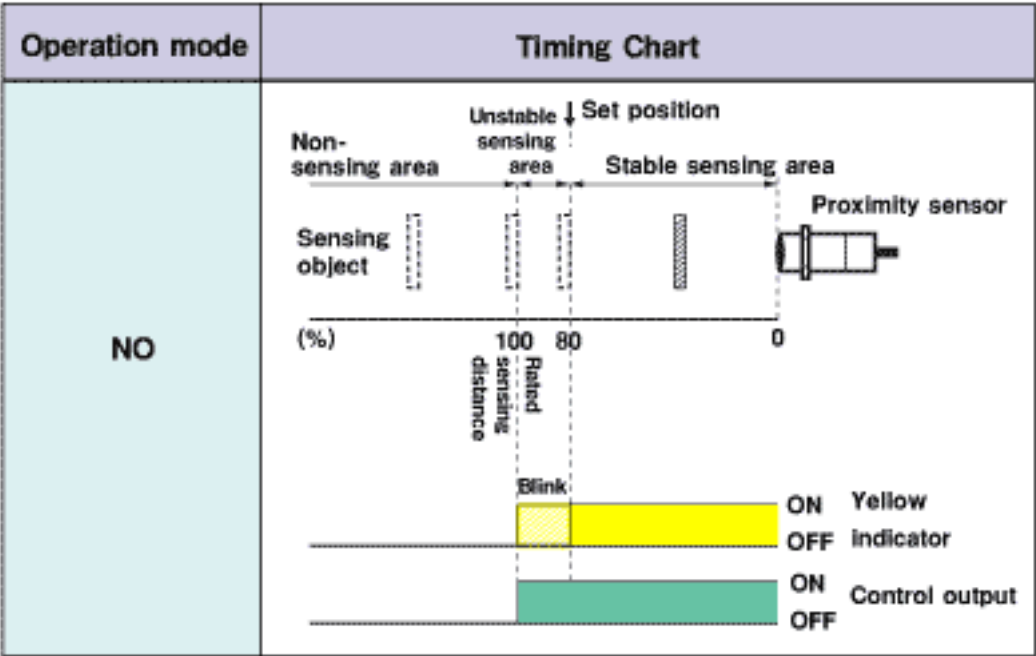 Operation mode
Timing Chart
Unstable
sensing
area
Set position
Non-
sensing area
Stable sensing area
Proximity sensor
Sensing
object
NO
(%)
100
80
0
Rated
sensing
distance
Blink
ON
Yellow
OFF
indicator
ON
Control output
OFF